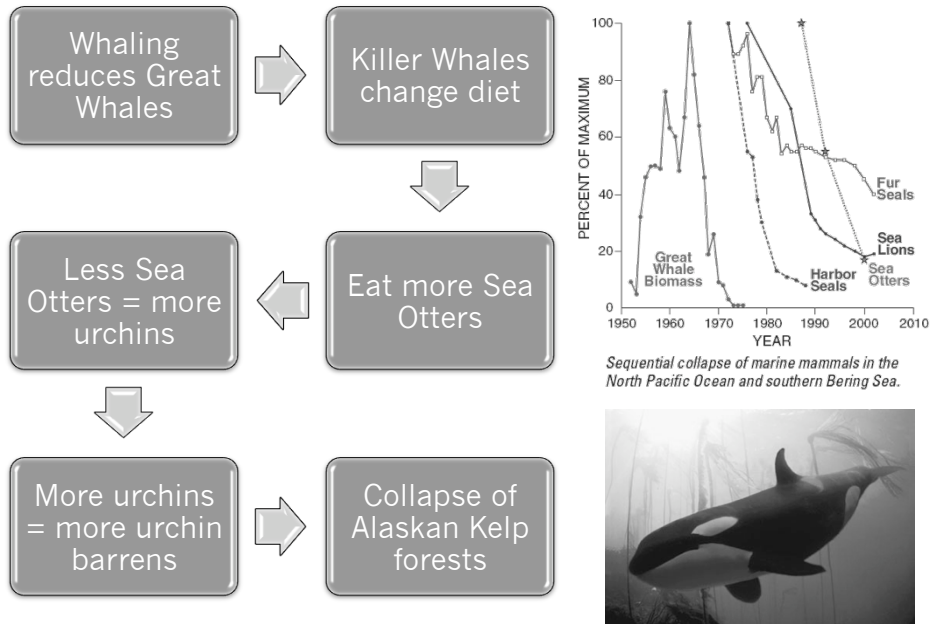 Whaling
reduces Great
Whales
Killer Whales
change diet
Eat more Sea
Otters
Less Sea
Otters = more
urchins
More urchins
= more urchin
barrens
Collapse of
Alaskan Kelp
forests
PERCENT OF MAXIMUM
100
80
60
40
20
0
Great
Whale
Biomass
Harbor
Seals
Fur
Seals
Sea
Lions
Sea
Otters
1950 1960 1970 1980 1990 2000 2010
YEAR
Sequential collapse of marine mammals in the
North Pacific Ocean and southern Bering Sea.